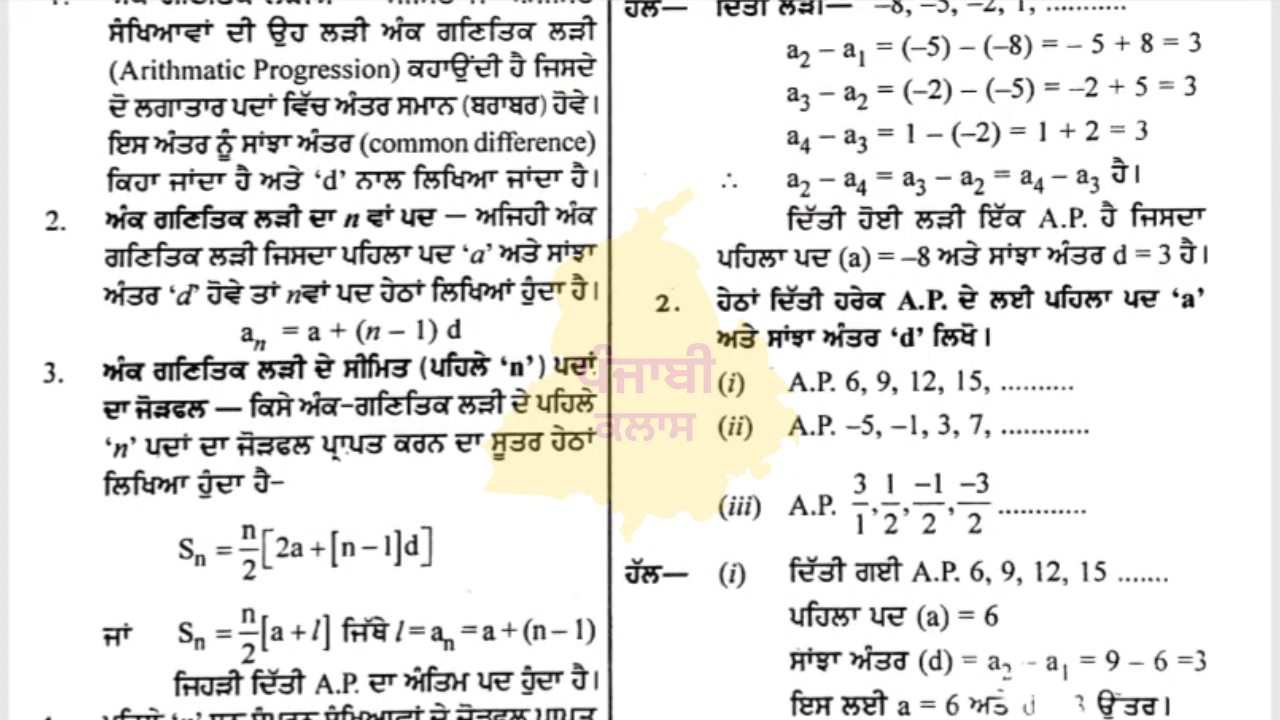 ਸੰਖਿਆਵਾਂ ਦੀ ਉਹ ਲੜੀ ਅੰਕ ਗਣਿਤਿਕ ਲੜੀ
(Arithmatic Progression) ਕਹਾਉਂਦੀ ਹੈ ਜਿਸਦੇ
ਦੋ ਲਗਾਤਾਰ ਪਦਾਂ ਵਿੱਚ ਅੰਤਰ ਸਮਾਨ (ਬਰਾਬਰ) ਹੋਵੇ।
ਇਸ ਅੰਤਰ ਨੂੰ ਸਾਂਝਾ ਅੰਤਰ (common difference)
ਕਿਹਾ ਜਾਂਦਾ ਹੈ ਅਤੇ ‘d’ ਨਾਲ ਲਿਖਿਆ ਜਾਂਦਾ ਹੈ।
2. ਅੰਕ ਗਣਿਤਿਕ ਲੜੀ ਦਾ n ਵਾਂ ਪਦ — ਅਜਿਹੀ ਅੰਕ
ਗਣਿਤਿਕ ਲੜੀ ਜਿਸਦਾ ਪਹਿਲਾ ਪਦ ‘a’ ਅਤੇ ਸਾਂਝਾ
ਅੰਤਰ ‘d’ ਹੋਵੇ ਤਾਂ nਵਾਂ ਪਦ ਹੇਠਾਂ ਲਿਖਿਆਂ ਹੁੰਦਾ ਹੈ।
aₙ = a + (n – 1) d
3. ਅੰਕ ਗਣਿਤਿਕ ਲੜੀ ਦੇ ਸੀਮਿਤ (ਪਹਿਲੇ ‘n’) ਪਦਾਂ
ਦਾ ਜੋੜਫਲ — ਕਿਸੇ ਅੰਕ-ਗਣਿਤਿਕ ਲੜੀ ਦੇ ਪਹਿਲੇ
‘n’ ਪਦਾਂ ਦਾ ਜੋੜਫਲ ਪ੍ਰਾਪਤ ਕਰਨ ਦਾ ਸੂਤਰ ਹੇਠਾਂ
ਲਿਖਿਆ ਹੁੰਦਾ ਹੈ-
Sₙ = n/2 [2a + [n – 1]d]
ਜਾਂ Sₙ = n/2 [a + l] ਜਿੱਥੇ l = aₙ = a + (n – 1)
ਜਿਹੜੀ ਦਿੱਤੀ A.P. ਦਾ ਅੰਤਿਮ ਪਦ ਹੁੰਦਾ ਹੈ।
ਹੱਲ— ਦਿੱਤੀ ਲੜੀ— –8, –5, –2, 1, ...........
a₂ – a₁ = (–5) – (–8) = – 5 + 8 = 3
a₃ – a₂ = (–2) – (–5) = –2 + 5 = 3
a₄ – a₃ = 1 – (–2) = 1 + 2 = 3
∴ a₂ – a₄ = a₃ – a₂ = a₄ – a₃ ਹੈ।
ਦਿੱਤੀ ਹੋਈ ਲੜੀ ਇੱਕ A.P. ਹੈ ਜਿਸਦਾ
ਪਹਿਲਾ ਪਦ (a) = –8 ਅਤੇ ਸਾਂਝਾ ਅੰਤਰ d = 3 ਹੈ।
2. ਹੇਠਾਂ ਦਿੱਤੀ ਹਰੇਕ A.P. ਦੇ ਲਈ ਪਹਿਲਾ ਪਦ ‘a’
ਅਤੇ ਸਾਂਝਾ ਅੰਤਰ ‘d’ ਲਿਖੋ।
(i) A.P. 6, 9, 12, 15, ..........
(ii) A.P. –5, –1, 3, 7, ............
(iii) A.P. 3/1, 1/2, –1/2, –3/2 ............
ਹੱਲ— (i) ਦਿੱਤੀ ਗਈ A.P. 6, 9, 12, 15 .......
ਪਹਿਲਾ ਪਦ (a) = 6
ਸਾਂਝਾ ਅੰਤਰ (d) = a₂ - a₁ = 9 – 6 =3
ਇਸ ਲਈ a = 6 ਅਤੇ d 3 ਉੱਤਰ।
ਪੰਜਾਬੀ
ਕਲਾਸ